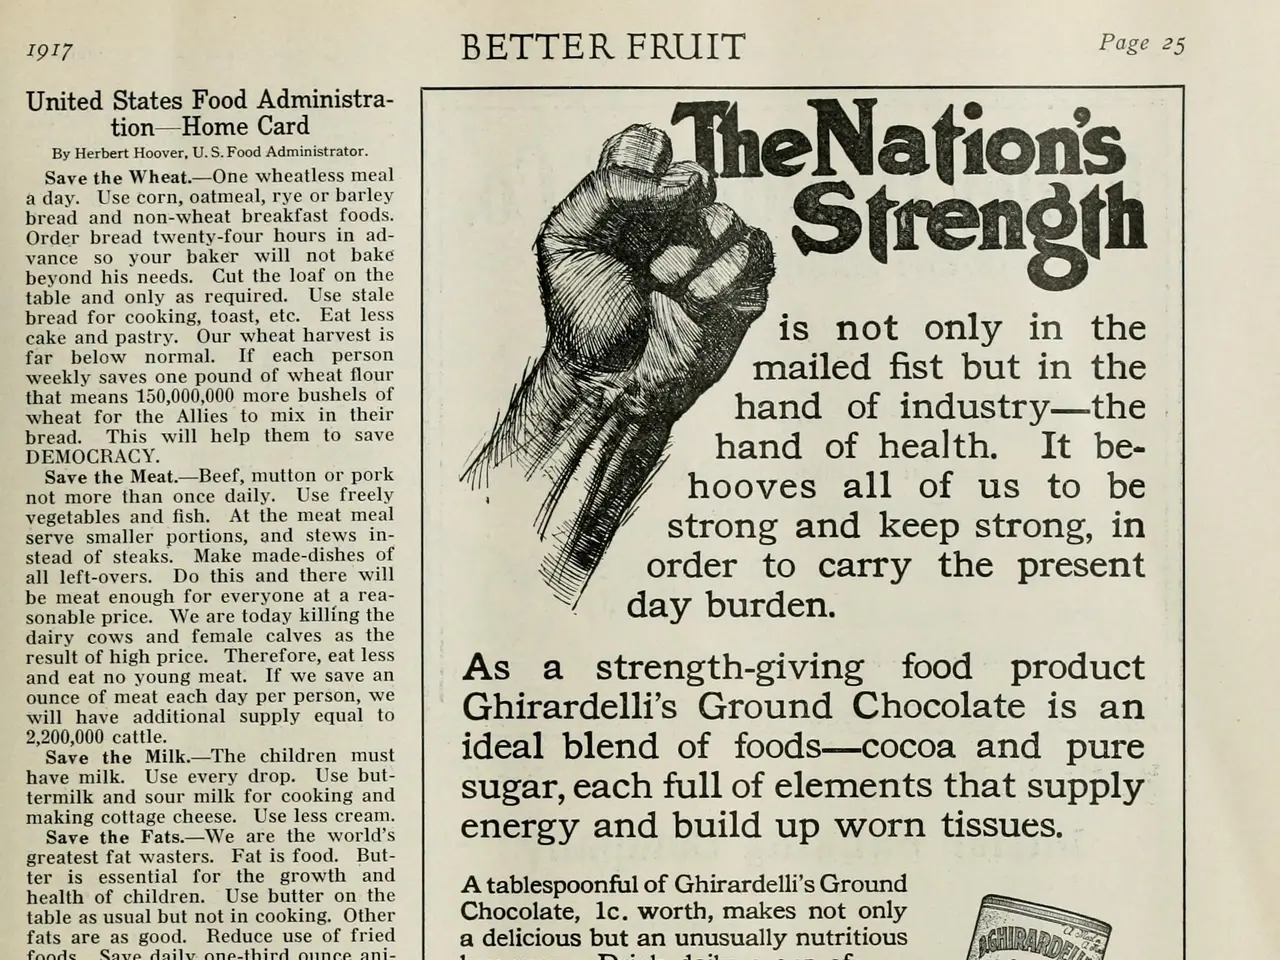 1917
BETTER FRUIT
Page 25
United States Food Administra-
tion—Home Card
By Herbert Hoover, U. S. Food Administrator.
Save the Wheat.—One wheatless meal
a day. Use corn, oatmeal, rye or barley
bread and non-wheat breakfast foods.
Order bread twenty-four hours in ad-
vance so your baker will not bake
beyond his needs. Cut the loaf on the
table and only as required. Use stale
bread for cooking, toast, etc. Eat less
cake and pastry. Our wheat harvest is
far below normal. If each person
weekly saves one pound of wheat flour
that means 150,000,000 more bushels of
wheat for the Allies to mix in their
bread. This will help them to save
DEMOCRACY.
Save the Meat.—Beef, mutton or pork
not more than once daily. Use freely
vegetables and fish. At the meat meal
serve smaller portions, and stews in-
stead of steaks. Make made-dishes of
all left-overs. Do this and there will
be meat enough for everyone at a rea-
sonable price. We are today killing the
dairy cows and female calves as the
result of high price. Therefore, eat less
and eat no young meat. If we save an
ounce of meat each day per person, we
will have additional supply equal to
2,200,000 cattle.
Save the Milk.—The children must
have milk. Use every drop. Use but-
termilk and sour milk for cooking and
making cottage cheese. Use less cream.
Save the Fats.—We are the world's
greatest fat wasters. Fat is food. But-
ter is essential for the growth and
health of children. Use butter on the
table as usual but not in cooking. Other
fats are as good. Reduce use of fried
foods. Save daily one-third ounce ani-
The Nation's
Strength
is not only in the
mailed fist but in the
hand of industry—the
hand of health. It be-
hooves all of us to be
strong and keep strong, in
order to carry the present
day burden.
As a strength-giving food product
Ghirardelli's Ground Chocolate is an
ideal blend of foods—cocoa and pure
sugar, each full of elements that supply
energy and build up worn tissues.
A tablespoonful of Ghirardelli's Ground
Chocolate, 1c. worth, makes not only
a delicious but an unusually nutritious
GHIRARDELLI